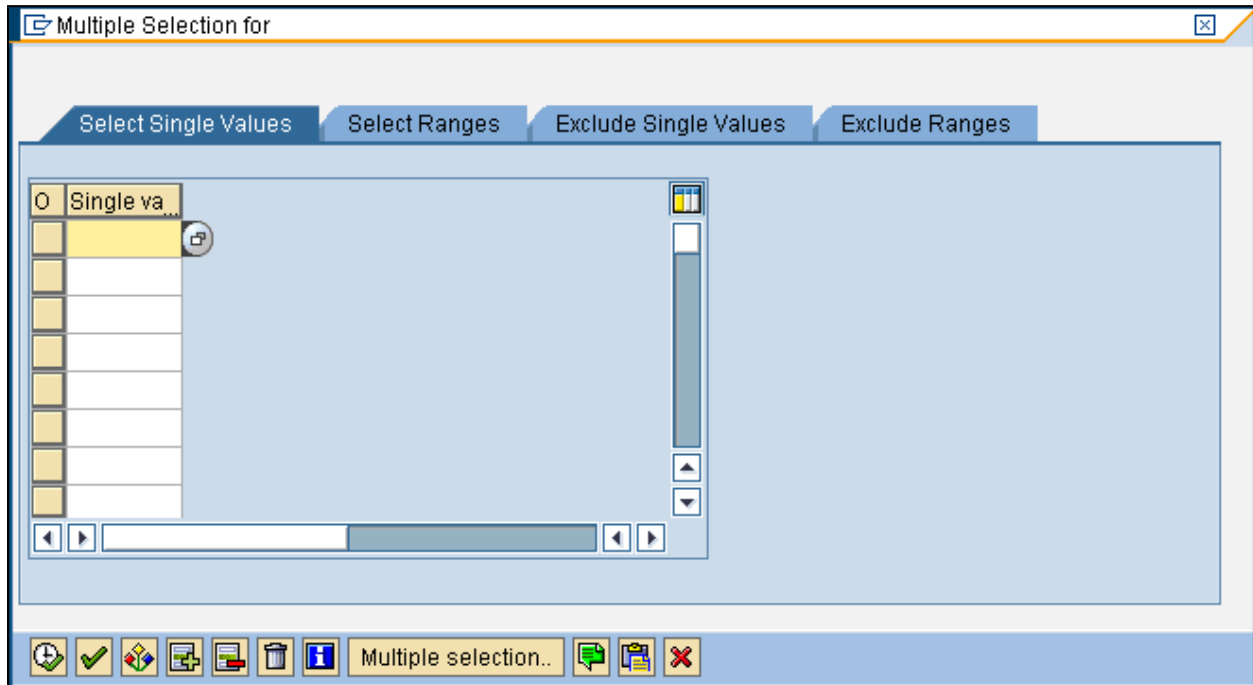 Multiple Selection for
Select Single Values Select Ranges Exclude Single Values Exclude Ranges
O Single va...
Multiple selection..